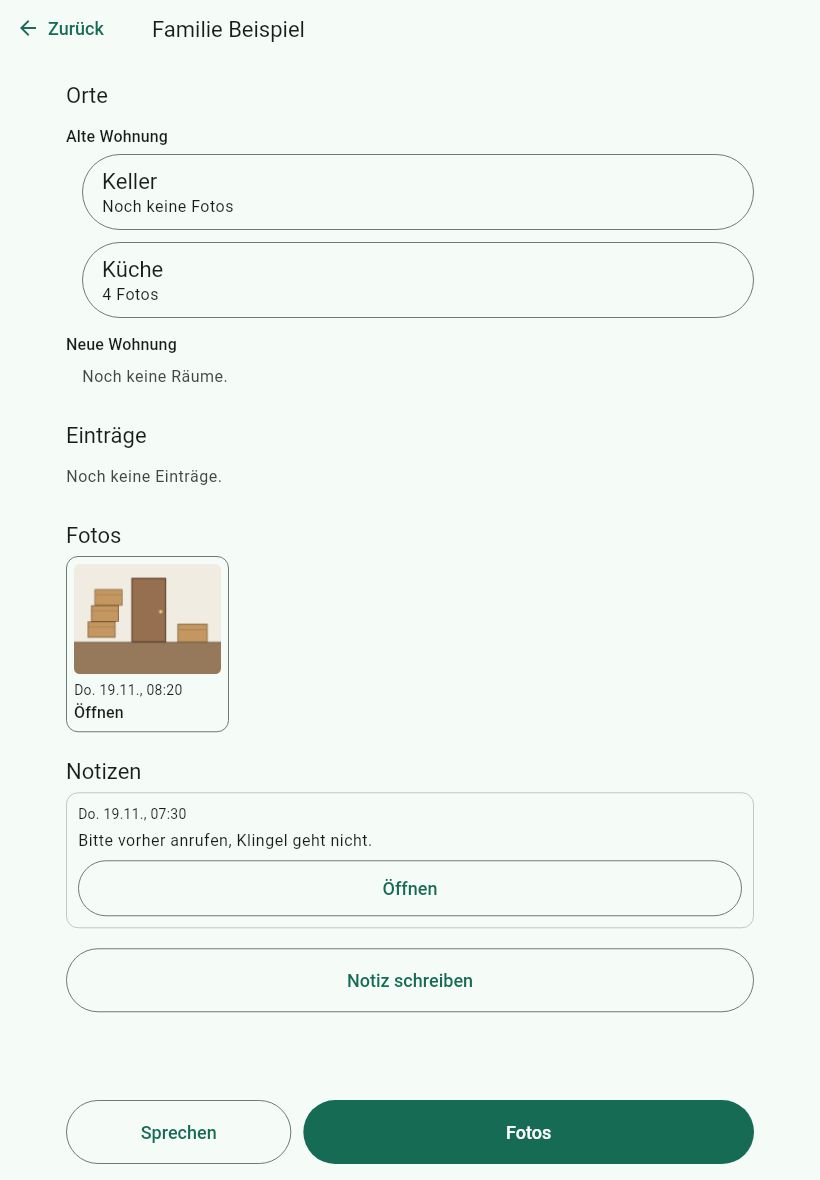 Zurück
Familie Beispiel
Orte
Alte Wohnung
Keller
Noch keine Fotos
Küche
4 Fotos
Neue Wohnung
Noch keine Räume.
Einträge
Noch keine Einträge.
Fotos
Do. 19.11., 08:20
Öffnen
Notizen
Do. 19.11., 07:30
Bitte vorher anrufen, Klingel geht nicht.
Öffnen
Notiz schreiben
Sprechen
Fotos